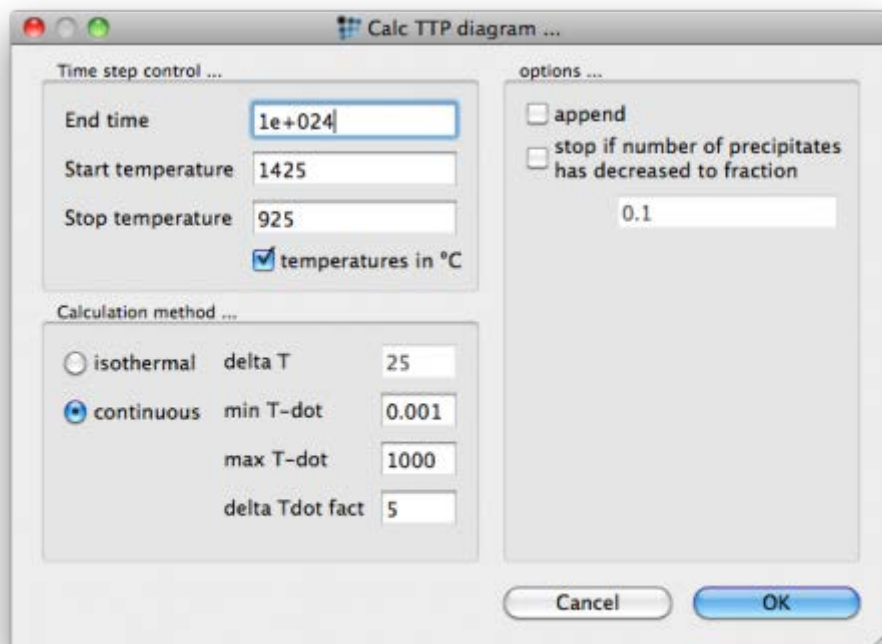 Calc TTP diagram ...
Time step control ...
End time 1e+024
Start temperature 1425
Stop temperature 925
temperatures in °C
Calculation method ...
isothermal delta T 25
continuous min T-dot 0.001
max T-dot 1000
delta Tdot fact 5
options ...
append
stop if number of precipitates
has decreased to fraction
0.1
Cancel OK